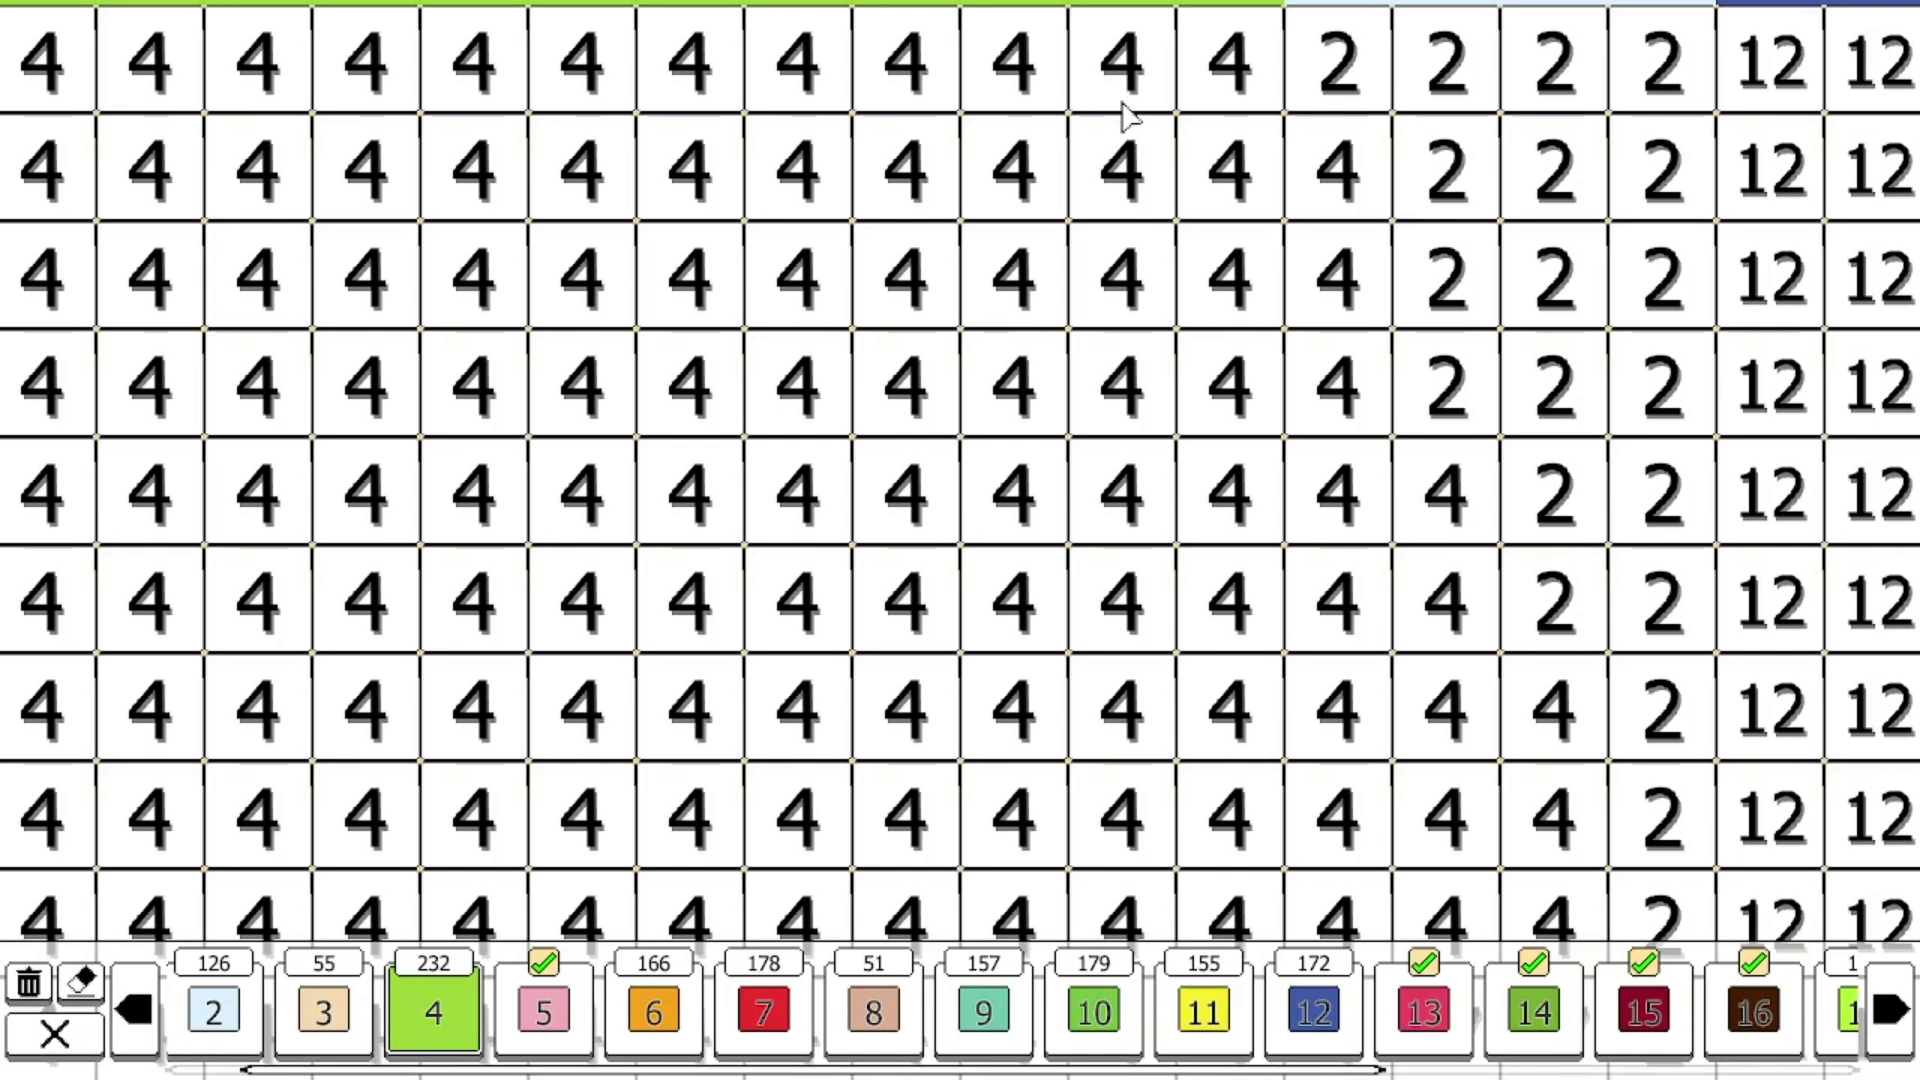 4 4 4 4 4 4 4 4 4 4 4 4 2 2 2 2 12 12
4 4 4 4 4 4 4 4 4 4 4 4 4 2 2 2 12 12
4 4 4 4 4 4 4 4 4 4 4 4 4 2 2 2 12 12
4 4 4 4 4 4 4 4 4 4 4 4 4 2 2 2 12 12
4 4 4 4 4 4 4 4 4 4 4 4 4 4 2 2 12 12
4 4 4 4 4 4 4 4 4 4 4 4 4 4 2 2 12 12
4 4 4 4 4 4 4 4 4 4 4 4 4 4 4 2 12 12
4 4 4 4 4 4 4 4 4 4 4 4 4 4 4 2 12 12
4 4 4 4 4 4 4 4 4 4 4 4 4 4 4 2 12 12
126 55 232 166 178 51 157 179 155 172
2 3 4 5 6 7 8 9 10 11 12 13 14 15 16